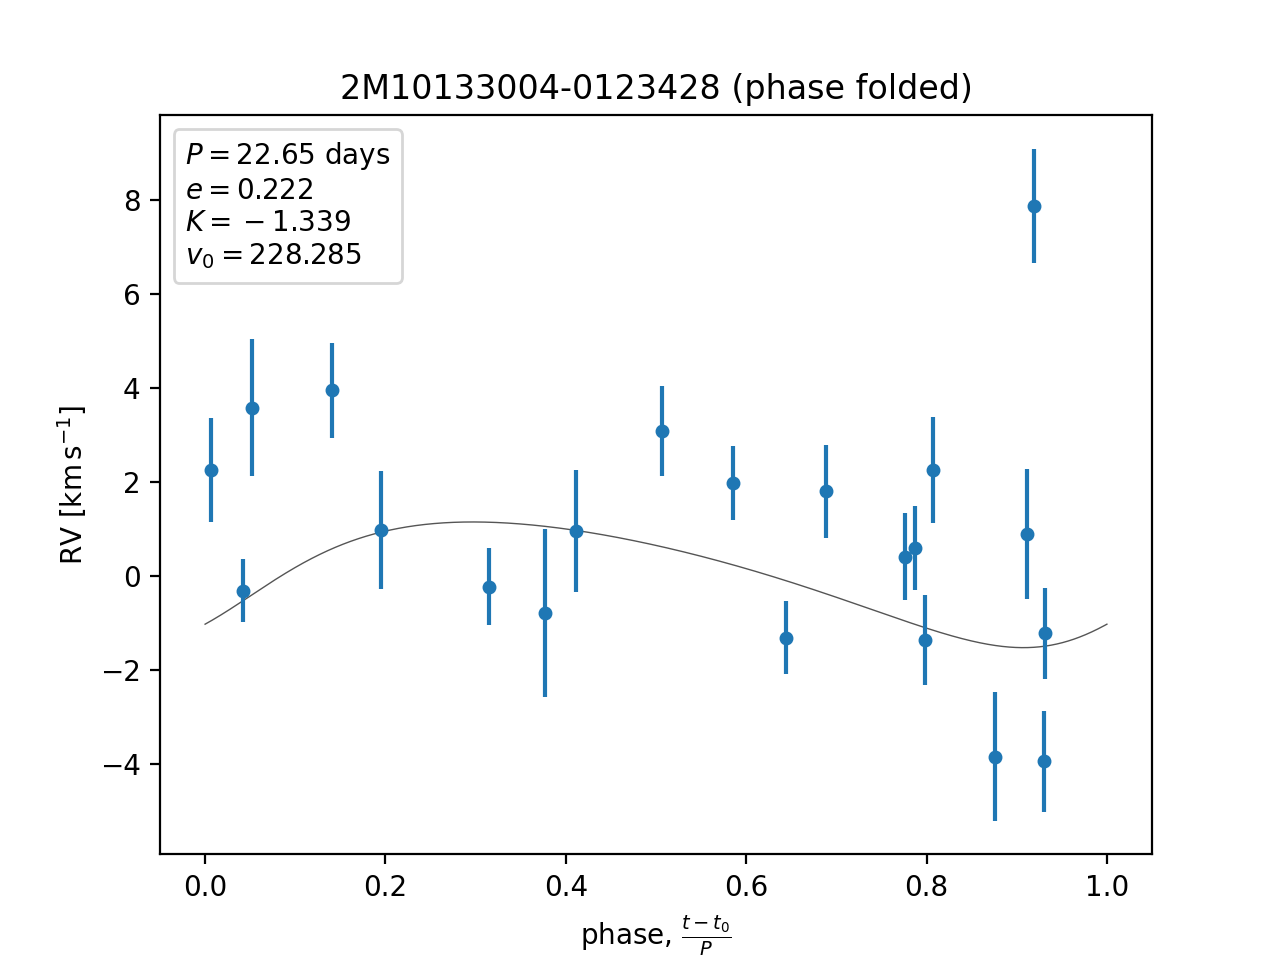 2M10133004-0123428 (phase folded)
P = 22.65 days
e = 0.222
K = −1.339
v₀ = 228.285
8
6
4
2
0
−2
−4
RV [km s⁻¹]
0.0 0.2 0.4 0.6 0.8 1.0
phase, (t − t₀)/P